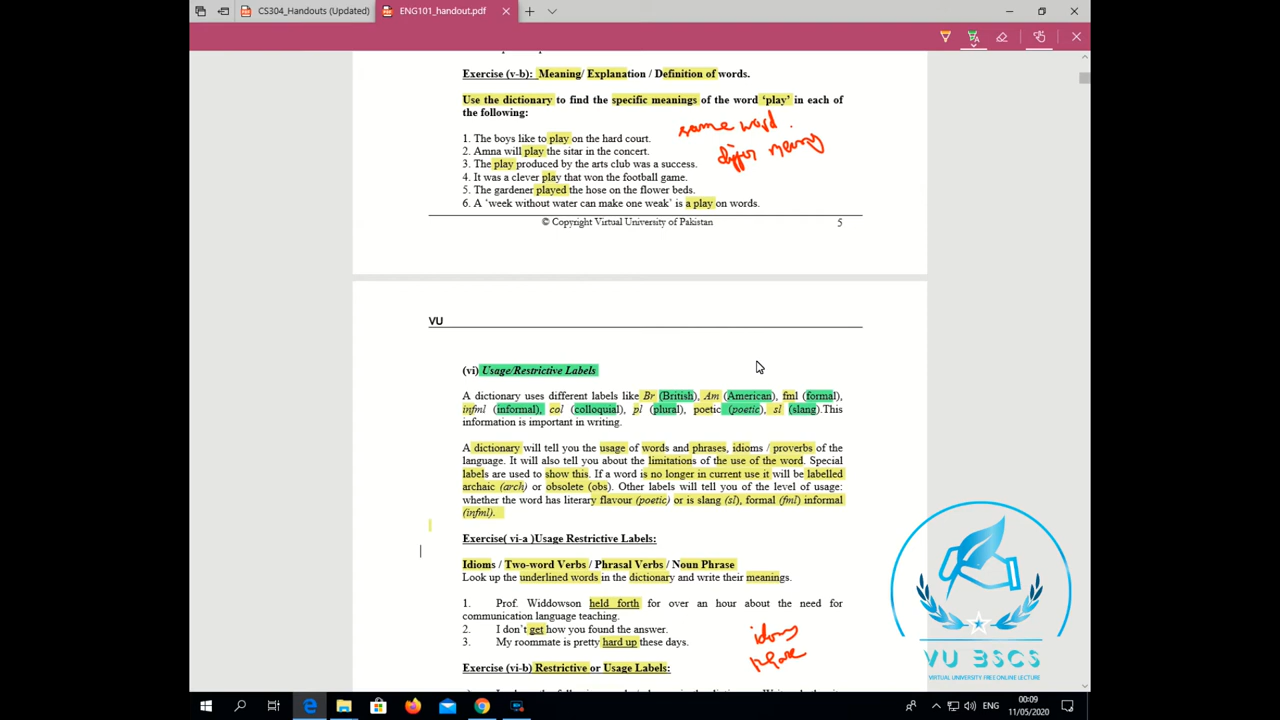 CS304_Handouts (Updated)
ENG101_handout.pdf
Exercise (v-b): Meaning/ Explanation / Definition of words.
Use the dictionary to find the specific meanings of the word ‘play’ in each of
the following:
same word .
differ meaning
1. The boys like to play on the hard court.
2. Amna will play the sitar in the concert.
3. The play produced by the arts club was a success.
4. It was a clever play that won the football game.
5. The gardener played the hose on the flower beds.
6. A ‘week without water can make one weak’ is a play on words.
© Copyright Virtual University of Pakistan 5
VU
(vi) Usage/Restrictive Labels
A dictionary uses different labels like Br (British), Am (American), fml (formal),
infml (informal), col (colloquial), pl (plural), poetic (poetic), sl (slang).This
information is important in writing.
A dictionary will tell you the usage of words and phrases, idioms / proverbs of the
language. It will also tell you about the limitations of the use of the word. Special
labels are used to show this. If a word is no longer in current use it will be labelled
archaic (arch) or obsolete (obs). Other labels will tell you of the level of usage:
whether the word has literary flavour (poetic) or is slang (sl), formal (fml) informal
(infml).
Exercise( vi-a )Usage Restrictive Labels:
Idioms / Two-word Verbs / Phrasal Verbs / Noun Phrase
Look up the underlined words in the dictionary and write their meanings.
1. Prof. Widdowson held forth for over an hour about the need for
communication language teaching.
2. I don’t get how you found the answer.
3. My roommate is pretty hard up these days.
idoms
phrase
Exercise (vi-b) Restrictive or Usage Labels:
VU BSCS
VIRTUAL UNIVERSITY FREE ONLINE LECTURE
ENG
00:09
11/05/2020